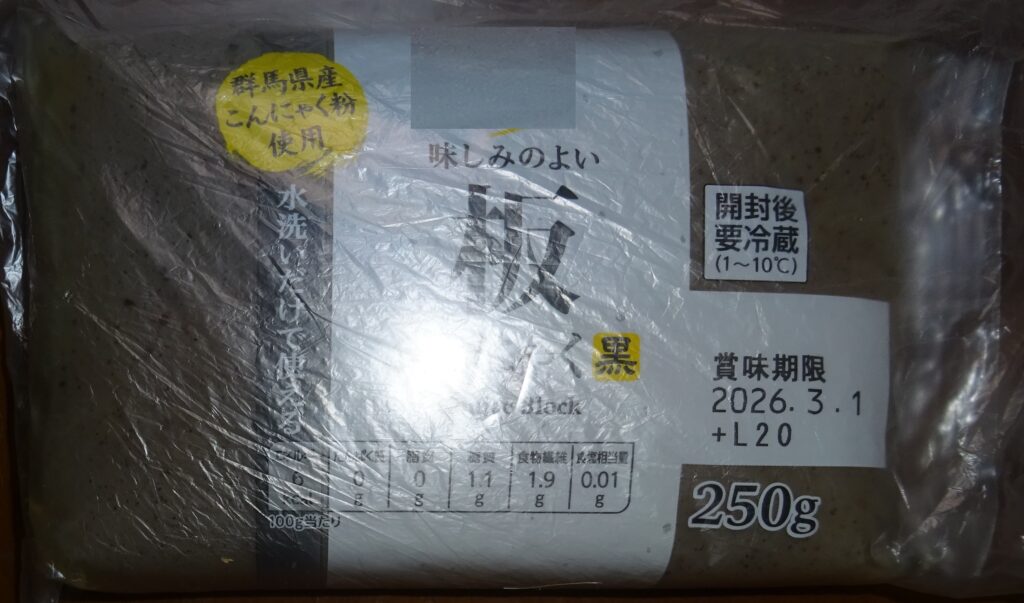 群馬県産
こんにゃく粉
使用
味しみのよい
板
黒
水洗いだけで使える
開封後
要冷蔵
(1～10℃)
賞味期限
2026.3.1
+L20
脂質 糖質 食物繊維 食塩相当量
6 0 0 1.1 1.9 0.01
kcal g g g g g
100g当たり
250g